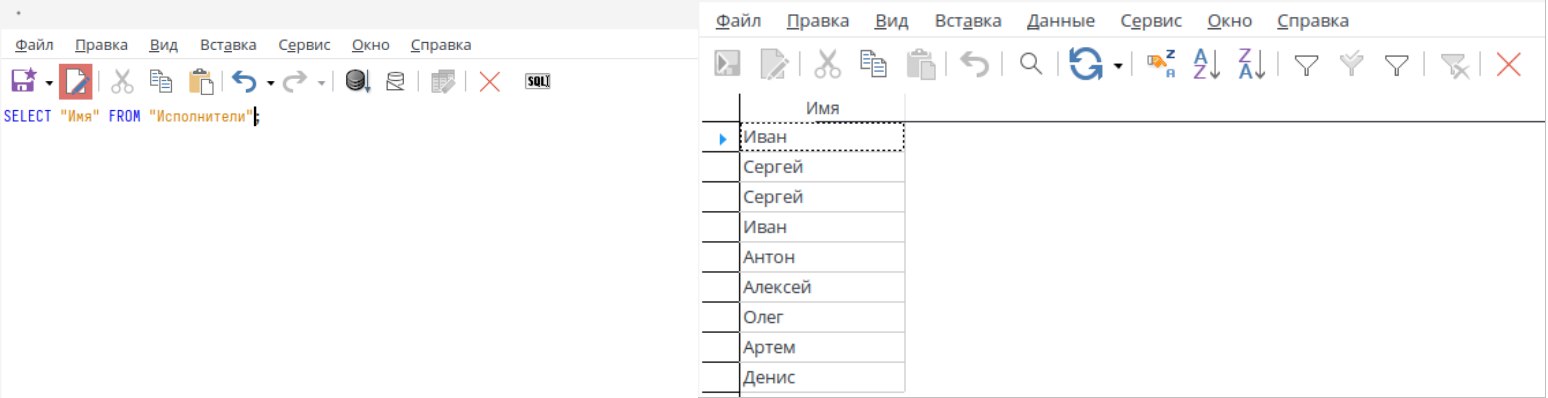 Файл Правка Вид Вставка Сервис Окно Справка
SQL
SELECT "Имя" FROM "Исполнители";
Файл Правка Вид Вставка Данные Сервис Окно Справка
Z A A Z Z A
Имя
Иван
Сергей
Сергей
Иван
Антон
Алексей
Олег
Артем
Денис